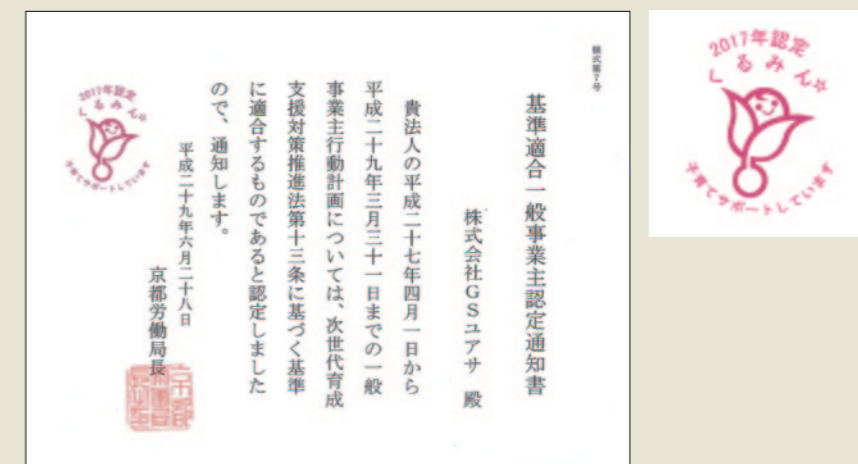 様式第7号
基準適合一般事業主認定通知書
株式会社GSユアサ 殿
貴法人の平成二十七年四月一日から
平成二十九年三月三十一日までの一般
事業主行動計画については、次世代育成
支援対策推進法第十三条に基づく基準
に適合するものであると認定しました
ので、通知します。
平成二十九年六月二十八日
京都労働局長
2017年認定
くるみん☆
子育てサポートしています
2017年認定
くるみん☆
子育てサポートしています